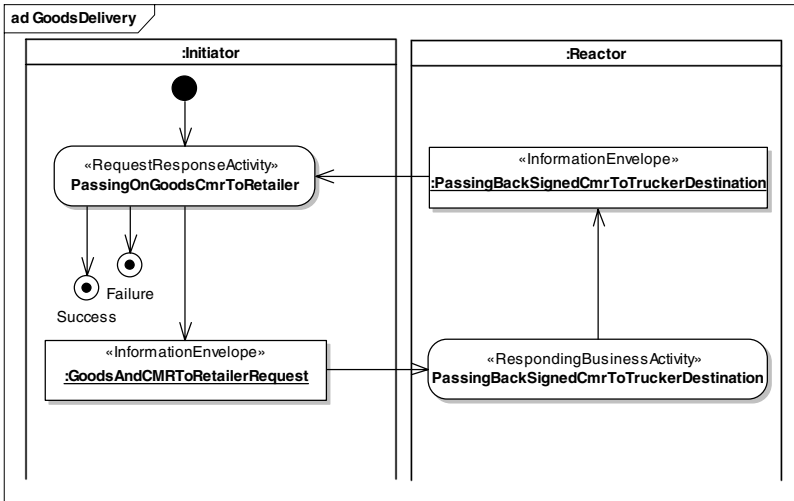 ad GoodsDelivery
:Initiator
:Reactor
«RequestResponseActivity»
PassingOnGoodsCmrToRetailer
«InformationEnvelope»
:PassingBackSignedCmrToTruckerDestination
Failure
Success
«InformationEnvelope»
:GoodsAndCMRToRetailerRequest
«RespondingBusinessActivity»
PassingBackSignedCmrToTruckerDestination